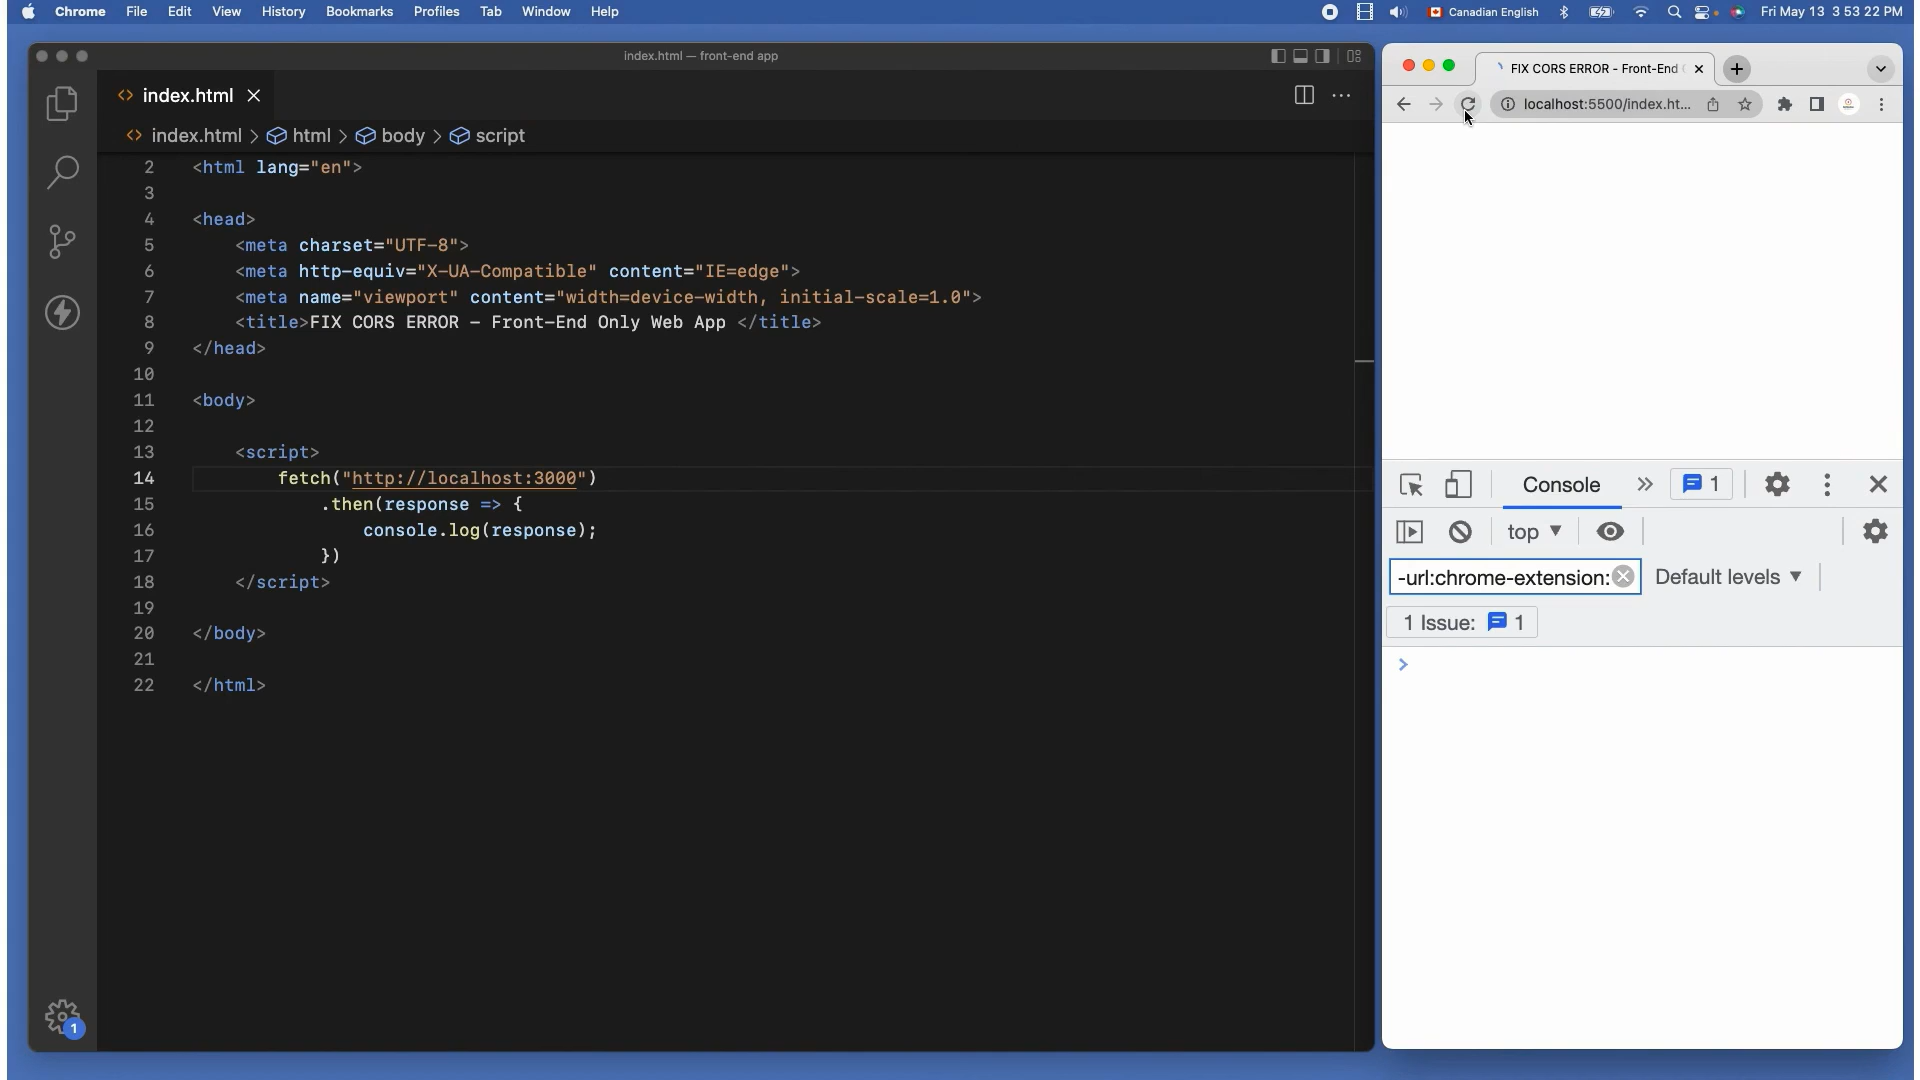 Chrome File Edit View History Bookmarks Profiles Tab Window Help Canadian English Fri May 13 3 53 22 PM
index.html — front-end app
index.html
index.html > html > body > script
2 <html lang="en">
3
4 <head>
5 <meta charset="UTF-8">
6 <meta http-equiv="X-UA-Compatible" content="IE=edge">
7 <meta name="viewport" content="width=device-width, initial-scale=1.0">
8 <title>FIX CORS ERROR - Front-End Only Web App </title>
9 </head>
10
11 <body>
12
13 <script>
14 fetch("http://localhost:3000")
15 .then(response => {
16 console.log(response);
17 })
18 </script>
19
20 </body>
21
22 </html>
1
FIX CORS ERROR - Front-End
localhost:5500/index.ht...
Console » 1
top
-url:chrome-extension: Default levels
1 Issue: 1
>